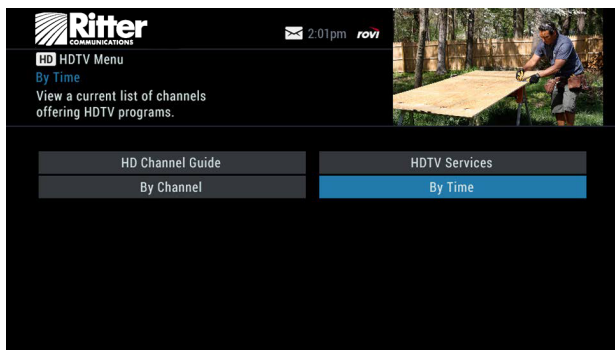 Ritter
COMMUNICATIONS
2:01pm rovi
HD HDTV Menu
By Time
View a current list of channels
offering HDTV programs.
HD Channel Guide
HDTV Services
By Channel
By Time